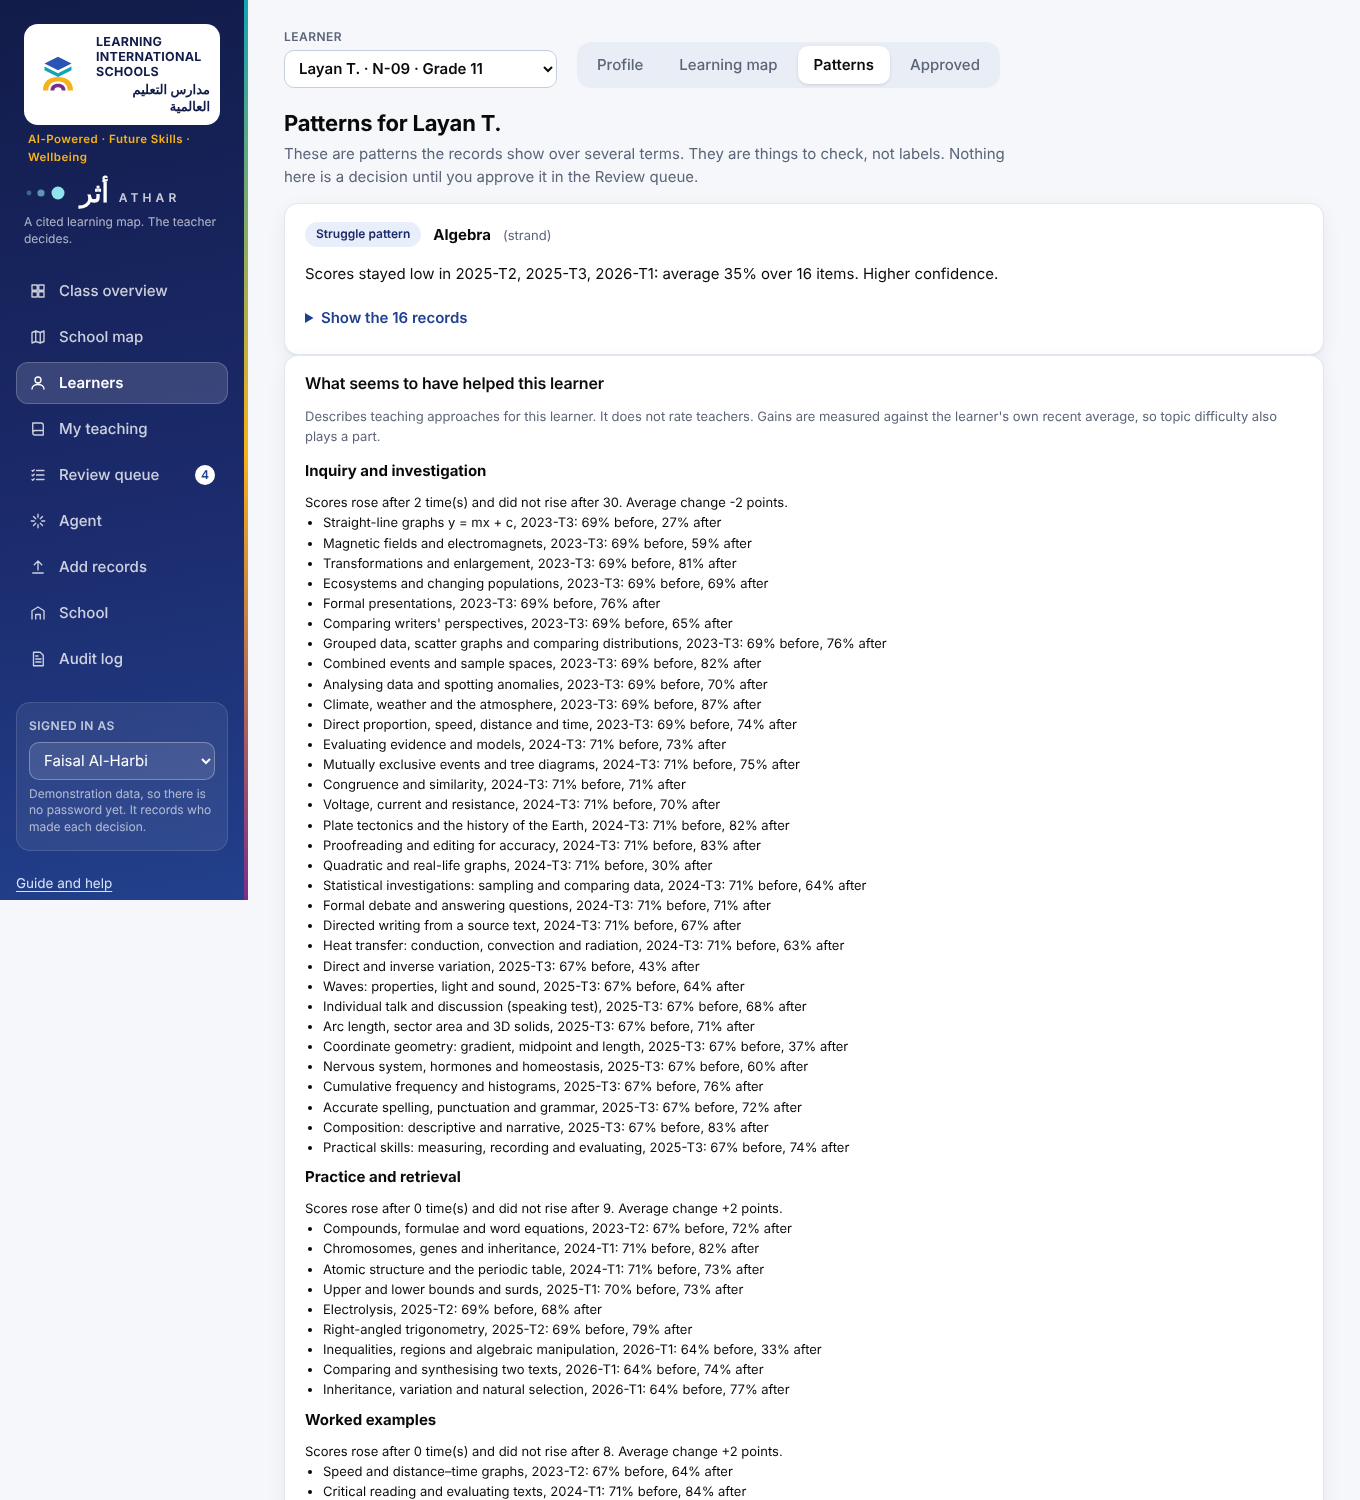 LEARNING
INTERNATIONAL
SCHOOLS
مدارس التعليم
العالمية
AI-Powered · Future Skills ·
Wellbeing
أثر ATHAR
A cited learning map. The teacher
decides.
Class overview
School map
Learners
My teaching
Review queue 4
Agent
Add records
School
Audit log
SIGNED IN AS
Faisal Al-Harbi
Demonstration data, so there is
no password yet. It records who
made each decision.
Guide and help
LEARNER
Layan T. · N-09 · Grade 11
Profile Learning map Patterns Approved
Patterns for Layan T.
These are patterns the records show over several terms. They are things to check, not labels. Nothing
here is a decision until you approve it in the Review queue.
Struggle pattern Algebra (strand)
Scores stayed low in 2025-T2, 2025-T3, 2026-T1: average 35% over 16 items. Higher confidence.
Show the 16 records
What seems to have helped this learner
Describes teaching approaches for this learner. It does not rate teachers. Gains are measured against the learner's own recent average, so topic difficulty also
plays a part.
Inquiry and investigation
Scores rose after 2 time(s) and did not rise after 30. Average change -2 points.
• Straight-line graphs y = mx + c, 2023-T3: 69% before, 27% after
• Magnetic fields and electromagnets, 2023-T3: 69% before, 59% after
• Transformations and enlargement, 2023-T3: 69% before, 81% after
• Ecosystems and changing populations, 2023-T3: 69% before, 69% after
• Formal presentations, 2023-T3: 69% before, 76% after
• Comparing writers' perspectives, 2023-T3: 69% before, 65% after
• Grouped data, scatter graphs and comparing distributions, 2023-T3: 69% before, 76% after
• Combined events and sample spaces, 2023-T3: 69% before, 82% after
• Analysing data and spotting anomalies, 2023-T3: 69% before, 70% after
• Climate, weather and the atmosphere, 2023-T3: 69% before, 87% after
• Direct proportion, speed, distance and time, 2023-T3: 69% before, 74% after
• Evaluating evidence and models, 2024-T3: 71% before, 73% after
• Mutually exclusive events and tree diagrams, 2024-T3: 71% before, 75% after
• Congruence and similarity, 2024-T3: 71% before, 71% after
• Voltage, current and resistance, 2024-T3: 71% before, 70% after
• Plate tectonics and the history of the Earth, 2024-T3: 71% before, 82% after
• Proofreading and editing for accuracy, 2024-T3: 71% before, 83% after
• Quadratic and real-life graphs, 2024-T3: 71% before, 30% after
• Statistical investigations: sampling and comparing data, 2024-T3: 71% before, 64% after
• Formal debate and answering questions, 2024-T3: 71% before, 71% after
• Directed writing from a source text, 2024-T3: 71% before, 67% after
• Heat transfer: conduction, convection and radiation, 2024-T3: 71% before, 63% after
• Direct and inverse variation, 2025-T3: 67% before, 43% after
• Waves: properties, light and sound, 2025-T3: 67% before, 64% after
• Individual talk and discussion (speaking test), 2025-T3: 67% before, 68% after
• Arc length, sector area and 3D solids, 2025-T3: 67% before, 71% after
• Coordinate geometry: gradient, midpoint and length, 2025-T3: 67% before, 37% after
• Nervous system, hormones and homeostasis, 2025-T3: 67% before, 60% after
• Cumulative frequency and histograms, 2025-T3: 67% before, 76% after
• Accurate spelling, punctuation and grammar, 2025-T3: 67% before, 72% after
• Composition: descriptive and narrative, 2025-T3: 67% before, 83% after
• Practical skills: measuring, recording and evaluating, 2025-T3: 67% before, 74% after
Practice and retrieval
Scores rose after 0 time(s) and did not rise after 9. Average change +2 points.
• Compounds, formulae and word equations, 2023-T2: 67% before, 72% after
• Chromosomes, genes and inheritance, 2024-T1: 71% before, 82% after
• Atomic structure and the periodic table, 2024-T1: 71% before, 73% after
• Upper and lower bounds and surds, 2025-T1: 70% before, 73% after
• Electrolysis, 2025-T2: 69% before, 68% after
• Right-angled trigonometry, 2025-T2: 69% before, 79% after
• Inequalities, regions and algebraic manipulation, 2026-T1: 64% before, 33% after
• Comparing and synthesising two texts, 2026-T1: 64% before, 74% after
• Inheritance, variation and natural selection, 2026-T1: 64% before, 77% after
Worked examples
Scores rose after 0 time(s) and did not rise after 8. Average change +2 points.
• Speed and distance–time graphs, 2023-T2: 67% before, 64% after
• Critical reading and evaluating texts, 2024-T1: 71% before, 84% after